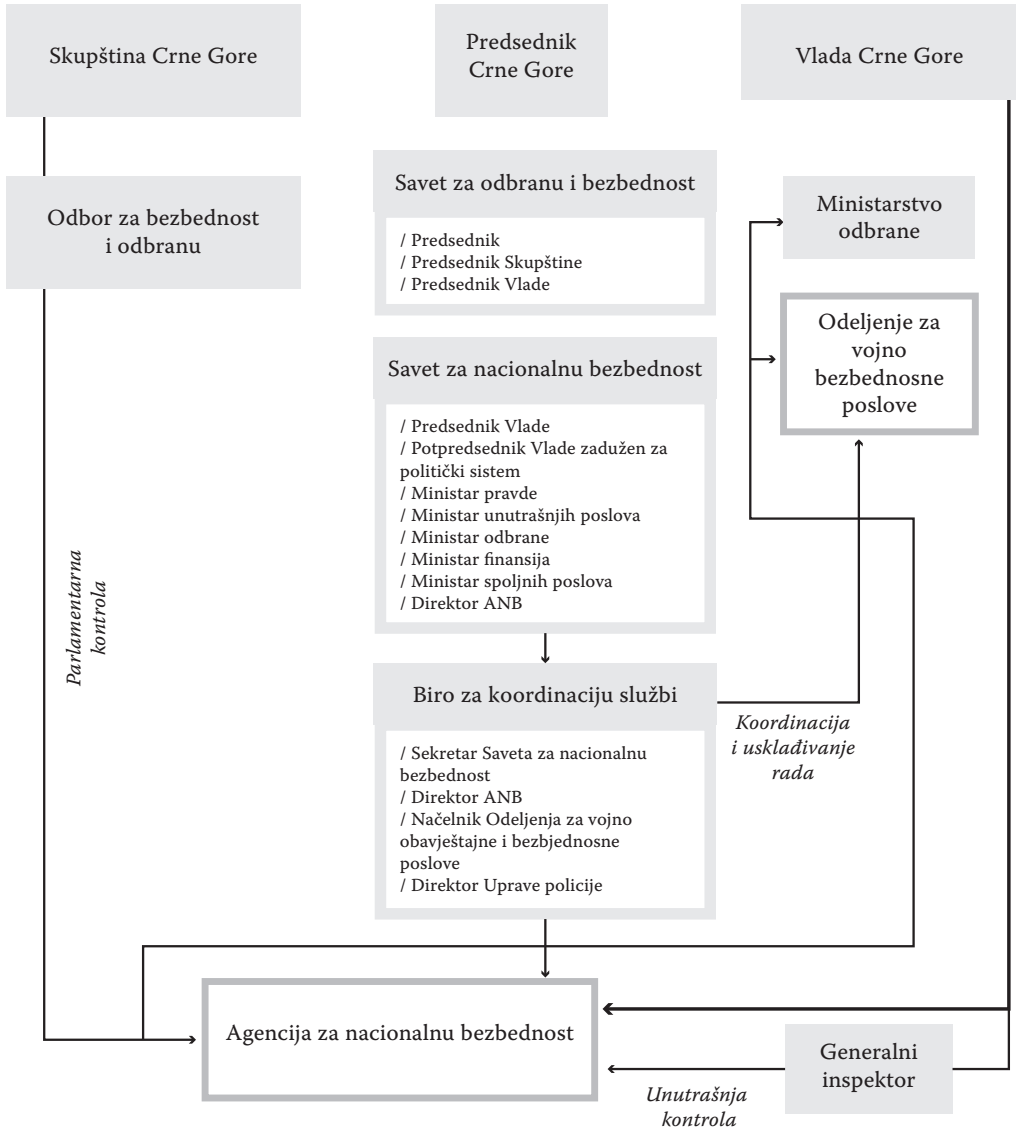 Skupština Crne Gore
Predsednik
Crne Gore
Vlada Crne Gore
Odbor za bezbednost
i odbranu
Savet za odbranu i bezbednost
/ Predsednik
/ Predsednik Skupštine
/ Predsednik Vlade
Ministarstvo
odbrane
Odeljenje za
vojno
bezbednosne
poslove
Savet za nacionalnu bezbednost
/ Predsednik Vlade
/ Potpredsednik Vlade zadužen za
politički sistem
/ Ministar pravde
/ Ministar unutrašnjih poslova
/ Ministar odbrane
/ Ministar finansija
/ Ministar spoljnih poslova
/ Direktor ANB
Parlamentarna
kontrola
Biro za koordinaciju službi
/ Sekretar Saveta za nacionalnu
bezbednost
/ Direktor ANB
/ Načelnik Odeljenja za vojno
obavještajne i bezbjednosne
poslove
/ Direktor Uprave policije
Koordinacija
i usklađivanje
rada
Agencija za nacionalnu bezbednost
Generalni
inspektor
Unutrašnja
kontrola